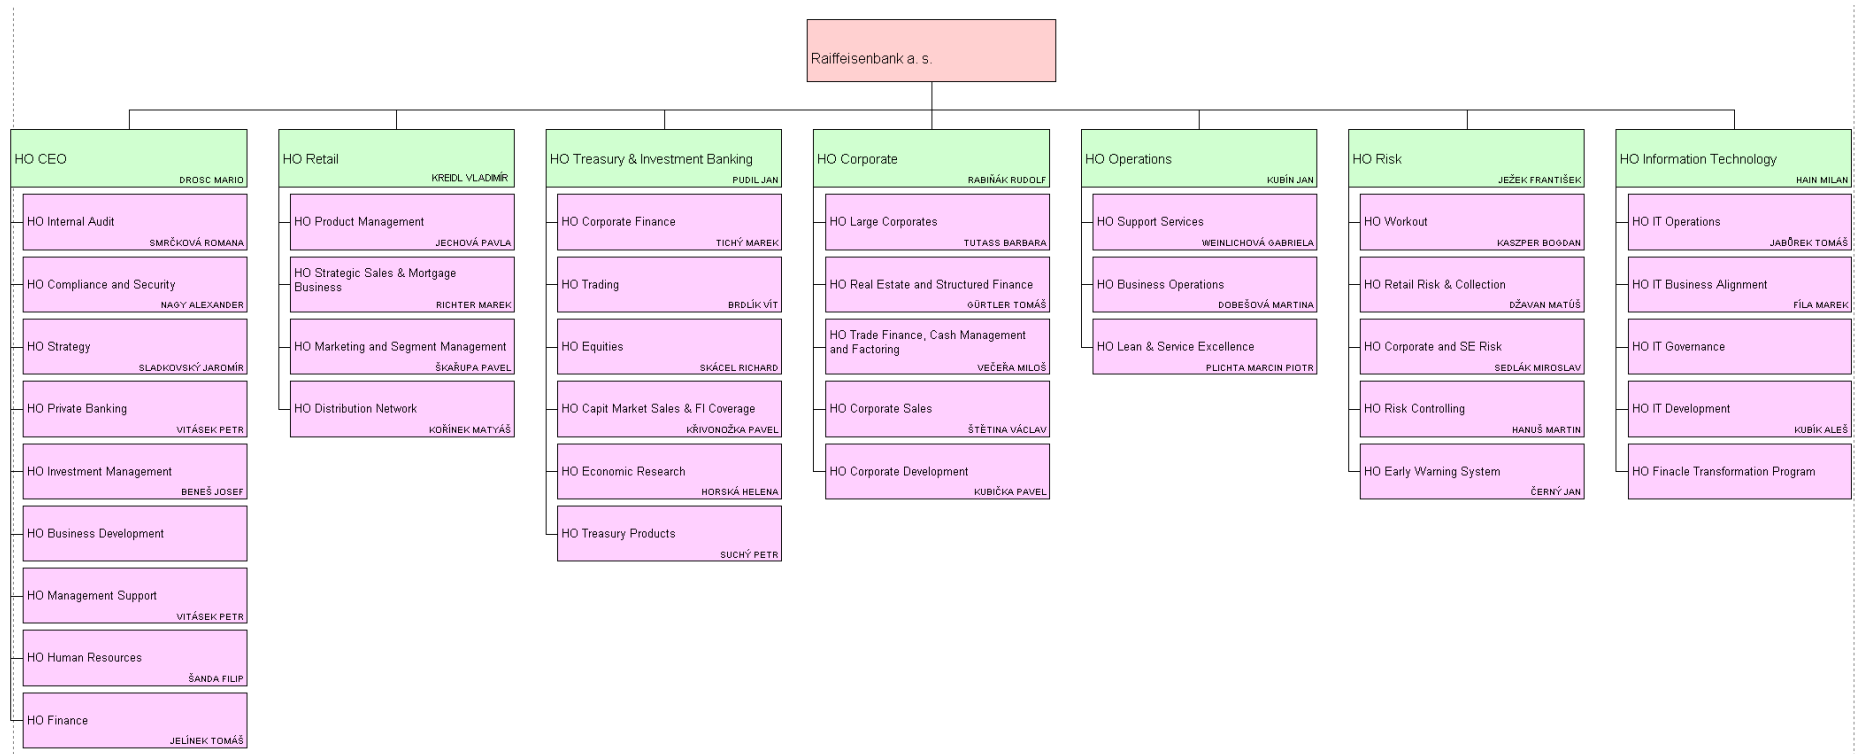 Raiffeisenbank a. s.
HO CEO
DROSC MARIO
HO Internal Audit
SMRČKOVÁ ROMANA
HO Compliance and Security
NAGY ALEXANDER
HO Strategy
SLADKOVSKÝ JAROMÍR
HO Private Banking
VITÁSEK PETR
HO Investment Management
BENEŠ JOSEF
HO Business Development
HO Management Support
VITÁSEK PETR
HO Human Resources
ŠANDA FILIP
HO Finance
JELÍNEK TOMÁŠ
HO Retail
KREIDL VLADIMÍR
HO Product Management
JECHOVÁ PAVLA
HO Strategic Sales & Mortgage
Business
RICHTER MAREK
HO Marketing and Segment Management
ŠKAŘUPA PAVEL
HO Distribution Network
KOŘÍNEK MATYÁŠ
HO Treasury & Investment Banking
PUDIL JAN
HO Corporate Finance
TICHÝ MAREK
HO Trading
BRDLÍK VÍT
HO Equities
SKÁCEL RICHARD
HO Capit Market Sales & FI Coverage
KŘIVONOŽKA PAVEL
HO Economic Research
HORSKÁ HELENA
HO Treasury Products
SUCHÝ PETR
HO Corporate
RABIŇÁK RUDOLF
HO Large Corporates
TUTASS BARBARA
HO Real Estate and Structured Finance
GÜRTLER TOMÁŠ
HO Trade Finance, Cash Management
and Factoring
VEČEŘA MILOŠ
HO Corporate Sales
ŠTĚTINA VÁCLAV
HO Corporate Development
KUBIČKA PAVEL
HO Operations
KUBÍN JAN
HO Support Services
WEINLICHOVÁ GABRIELA
HO Business Operations
DOBEŠOVÁ MARTINA
HO Lean & Service Excellence
PLICHTA MARCIN PIOTR
HO Risk
JEŽEK FRANTIŠEK
HO Workout
KASZPER BOGDAN
HO Retail Risk & Collection
DŽAVAN MATÚŠ
HO Corporate and SE Risk
SEDLÁK MIROSLAV
HO Risk Controlling
HANUŠ MARTIN
HO Early Warning System
ČERNÝ JAN
HO Information Technology
HAIN MILAN
HO IT Operations
JABŮREK TOMÁŠ
HO IT Business Alignment
FÍLA MAREK
HO IT Governance
HO IT Development
KUBÍK ALEŠ
HO Finacle Transformation Program